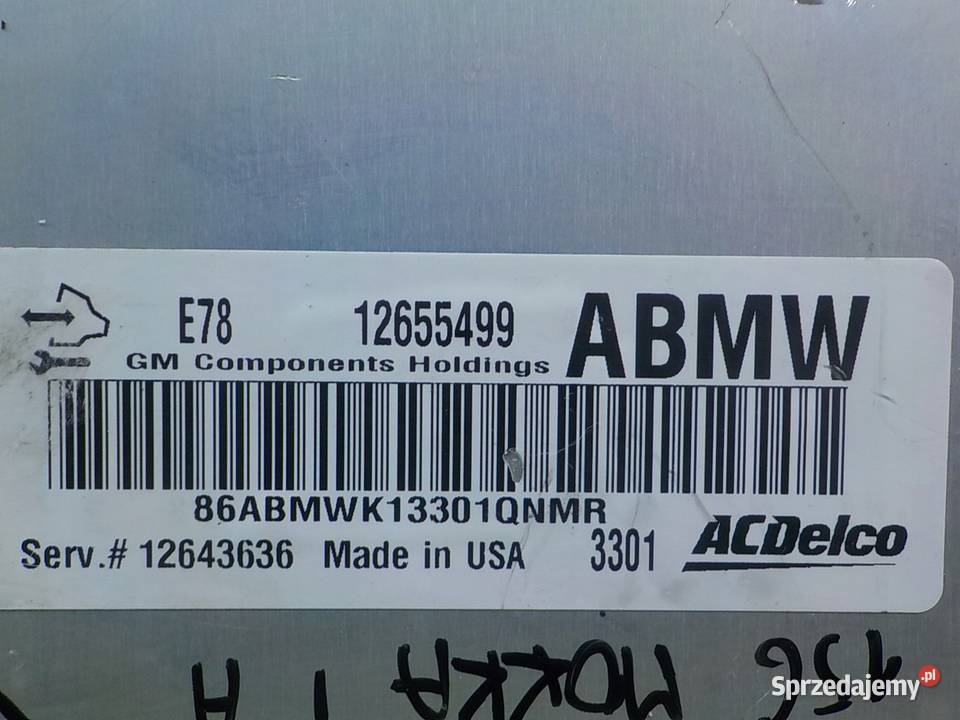 E78 12655499 ABMW
GM Components Holdings
86ABMWK13301QNMR
Serv.# 12643636 Made in USA 3301 ACDelco
MOKKA A
Sprzedajemy.pl